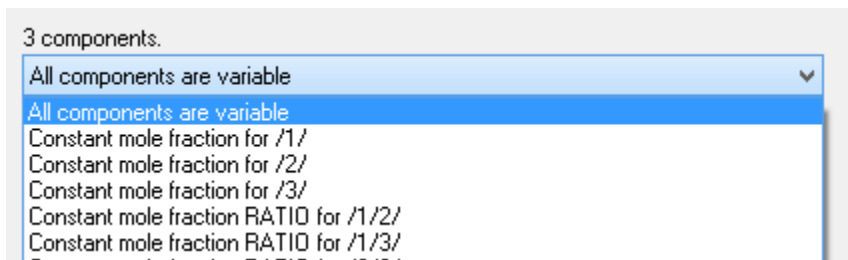 3 components.
All components are variable
All components are variable
Constant mole fraction for /1/
Constant mole fraction for /2/
Constant mole fraction for /3/
Constant mole fraction RATIO for /1/2/
Constant mole fraction RATIO for /1/3/